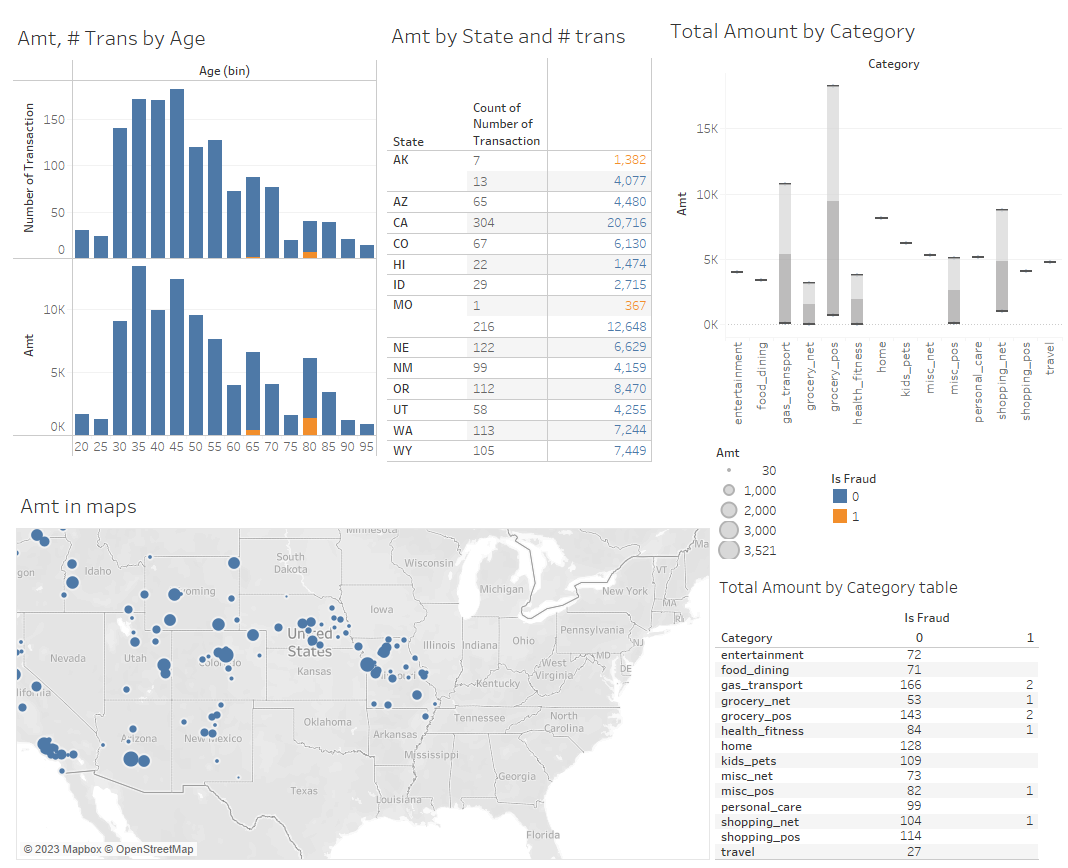 Amt, # Trans by Age
Age (bin)
Number of Transaction
150
100
50
0
Amt
10K
5K
0K
20 25 30 35 40 45 50 55 60 65 70 75 80 85 90 95
Amt by State and # trans
State Count of Number of Transaction
AK 7 1,382
13 4,077
AZ 65 4,480
CA 304 20,716
CO 67 6,130
HI 22 1,474
ID 29 2,715
MO 1 367
216 12,648
NE 122 6,629
NM 99 4,159
OR 112 8,470
UT 58 4,255
WA 113 7,244
WY 105 7,449
Total Amount by Category
Category
Amt
15K
10K
5K
0K
entertainment
food_dining
gas_transport
grocery_net
grocery_pos
health_fitness
home
kids_pets
misc_net
misc_pos
personal_care
shopping_net
shopping_pos
travel
Amt
30
1,000
2,000
3,000
3,521
Is Fraud
0
1
Amt in maps
Minnesota
Ma
gon
Idaho
South
Dakota
Wisconsin
VT
yoming
Michigan
New York
MA
Iowa
RI
Nevada
Utah
Colorado
United
States
Illinois Indiana
Ohio
Pennsylvania
NJ
MD
DE
Kansas
West
Virginia
Kentucky
lifornia
Arizona
New Mexico
Oklahoma
Arkansas
Tennessee
North
Carolina
Mississippi
Texas
Louisiana
Georgia
Florida
© 2023 Mapbox © OpenStreetMap
Total Amount by Category table
Is Fraud
Category 0 1
entertainment 72
food_dining 71
gas_transport 166 2
grocery_net 53 1
grocery_pos 143 2
health_fitness 84 1
home 128
kids_pets 109
misc_net 73
misc_pos 82 1
personal_care 99
shopping_net 104 1
shopping_pos 114
travel 27